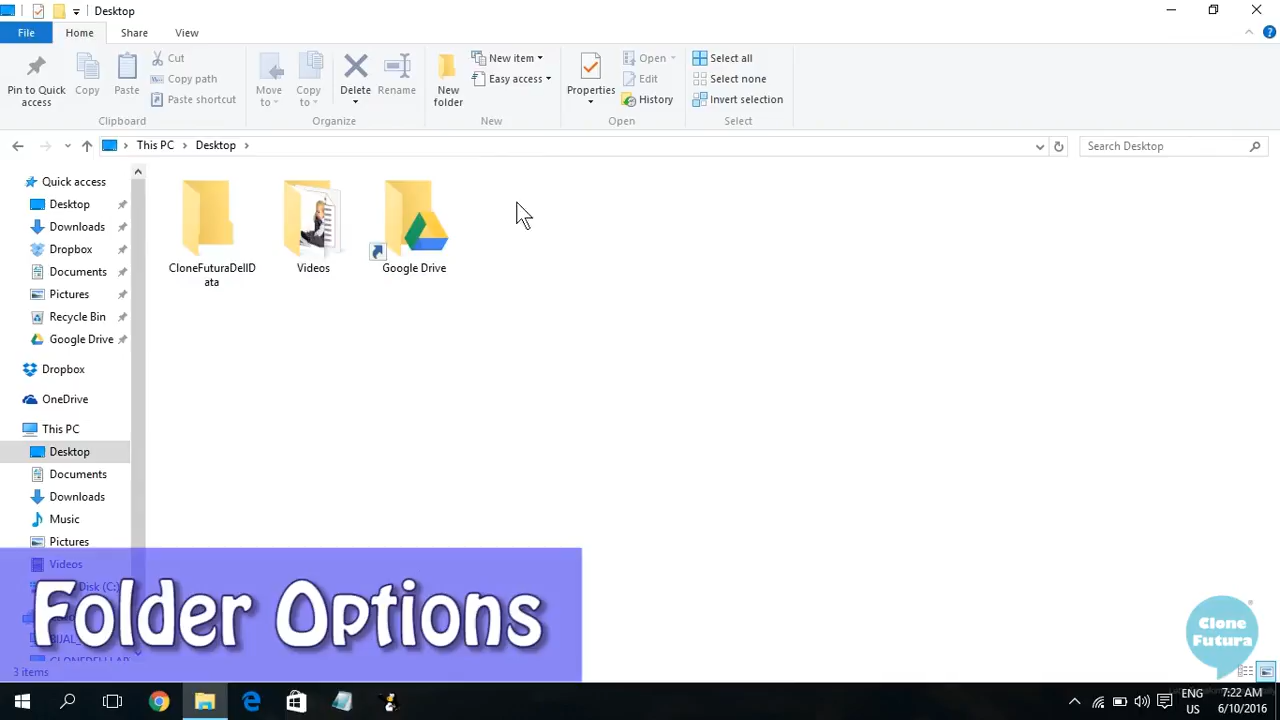 Desktop
File
Home
Share
View
Pin to Quick
access
Copy
Paste
Cut
Copy path
Paste shortcut
Move
to
Copy
to
Delete
Rename
New
folder
New item
Easy access
Properties
Open
Edit
History
Select all
Select none
Invert selection
Clipboard
Organize
New
Open
Select
This PC
Desktop
Search Desktop
Quick access
Desktop
Downloads
Dropbox
Documents
Pictures
Recycle Bin
Google Drive
Dropbox
OneDrive
This PC
Desktop
Documents
Downloads
Music
Pictures
Videos
Disk (C:)
CloneFuturaDellD
ata
Videos
Google Drive
Folder Options
3 items
Clone
Futura
ENG
US
7:22 AM
6/10/2016